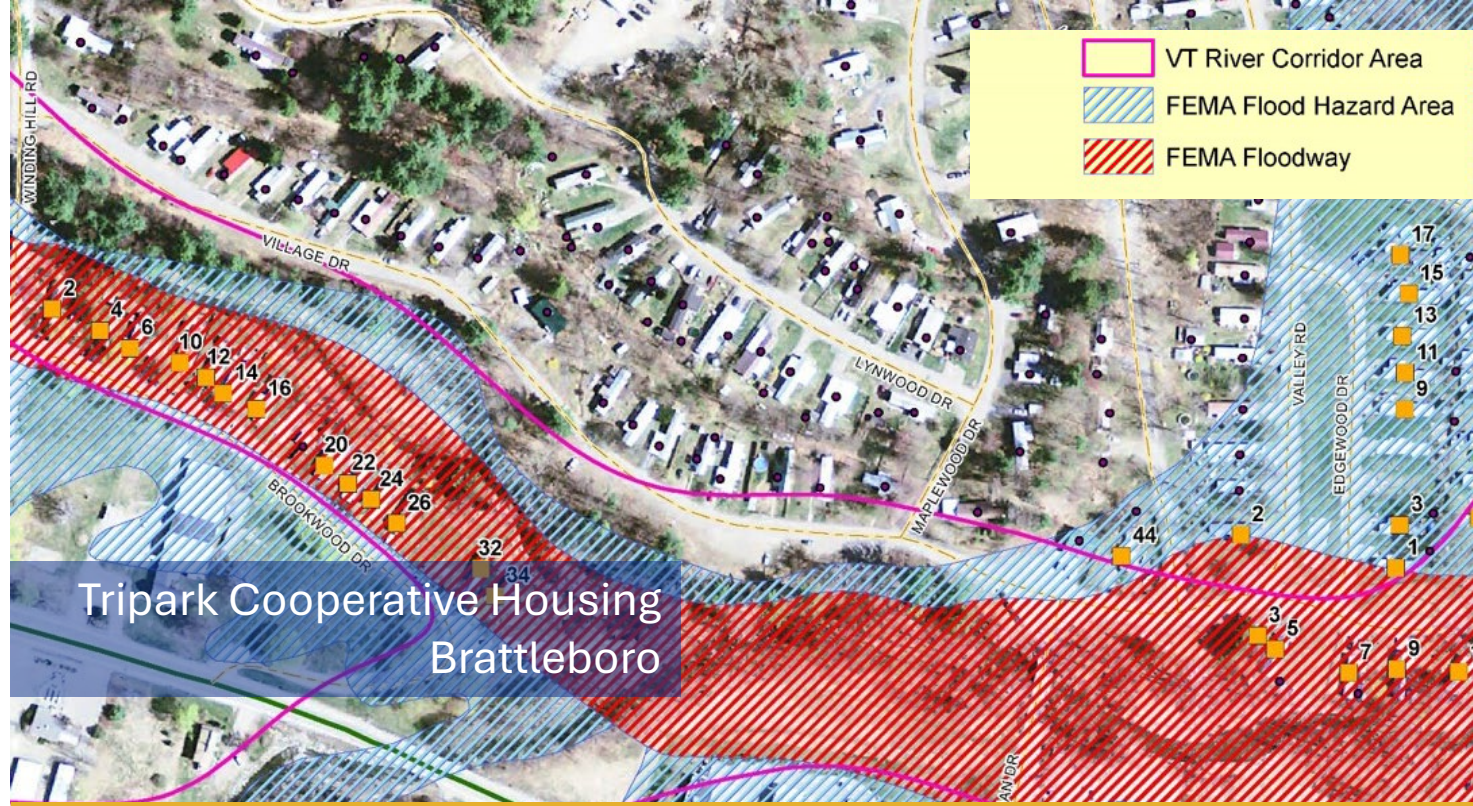 VT River Corridor Area
FEMA Flood Hazard Area
FEMA Floodway
WINDING HILL RD
VILLAGE DR
LYNWOOD DR
MAPLEWOOD DR
VALLEY RD
EDGEWOOD DR
BROOKWOOD DR
17
15
13
11
9
3
1
2
4
6
10
12
14
16
20
22
24
26
32
34
44
2
3
5
7
9
AN DR
Tripark Cooperative Housing
Brattleboro